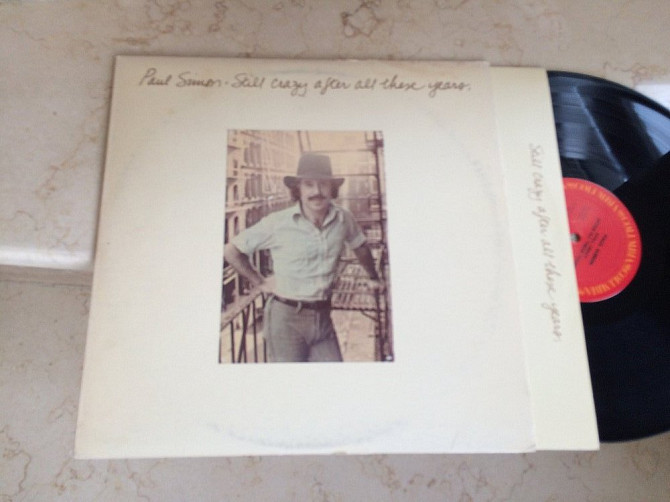 Paul Simon - Still crazy after all these years.
Still crazy after all these years.